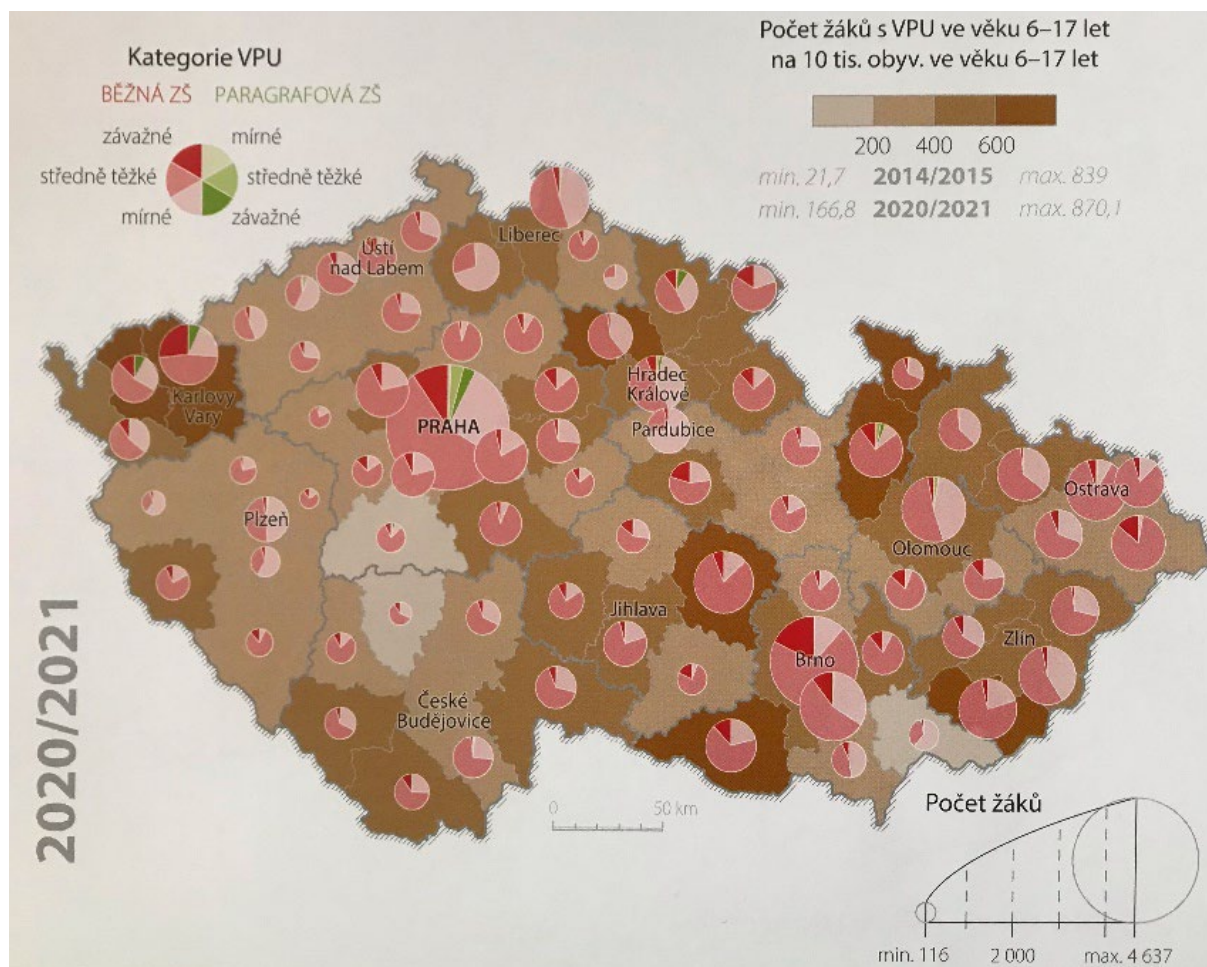 Kategorie VPU
BĚŽNÁ ZŠ PARAGRAFOVÁ ZŠ
závažné mírné
středně těžké středně těžké
mírné závažné
Počet žáků s VPU ve věku 6–17 let
na 10 tis. obyv. ve věku 6–17 let
200 400 600
min. 21,7 2014/2015 max. 839
min. 166,8 2020/2021 max. 870,1
Liberec
Ústí
nad Labem
Karlovy
Vary
PRAHA
Hradec
Králové
Pardubice
Plzeň
Ostrava
Olomouc
Jihlava
Brno
Zlín
České
Budějovice
2020/2021
0 50 km
Počet žáků
min. 116 2 000 max. 4 637